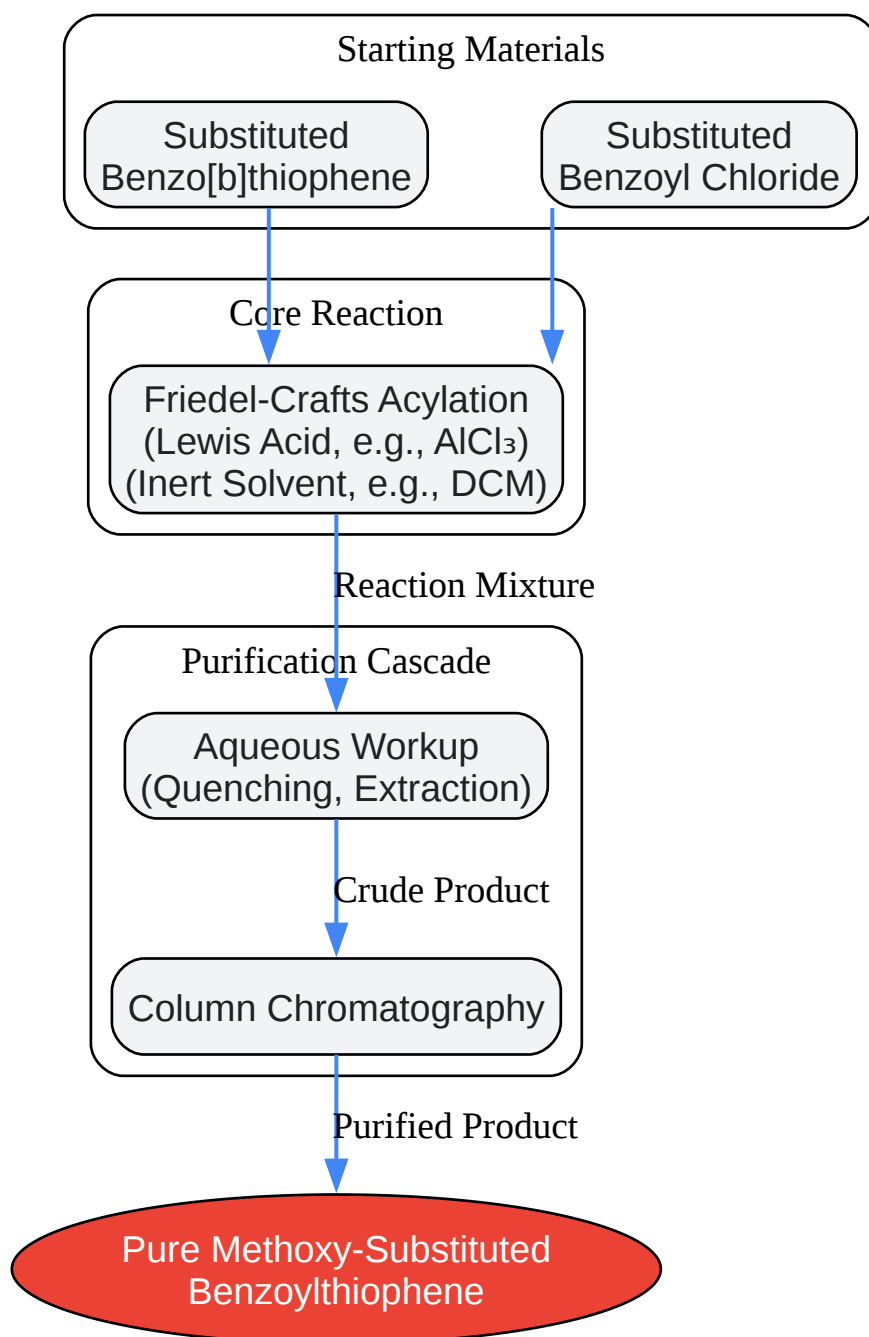 Starting Materials
Substituted
Benzo[b]thiophene
Substituted
Benzoyl Chloride
Core Reaction
Friedel-Crafts Acylation
(Lewis Acid, e.g., AlCl₃)
(Inert Solvent, e.g., DCM)
Reaction Mixture
Purification Cascade
Aqueous Workup
(Quenching, Extraction)
Crude Product
Column Chromatography
Purified Product
Pure Methoxy-Substituted
Benzoylthiophene